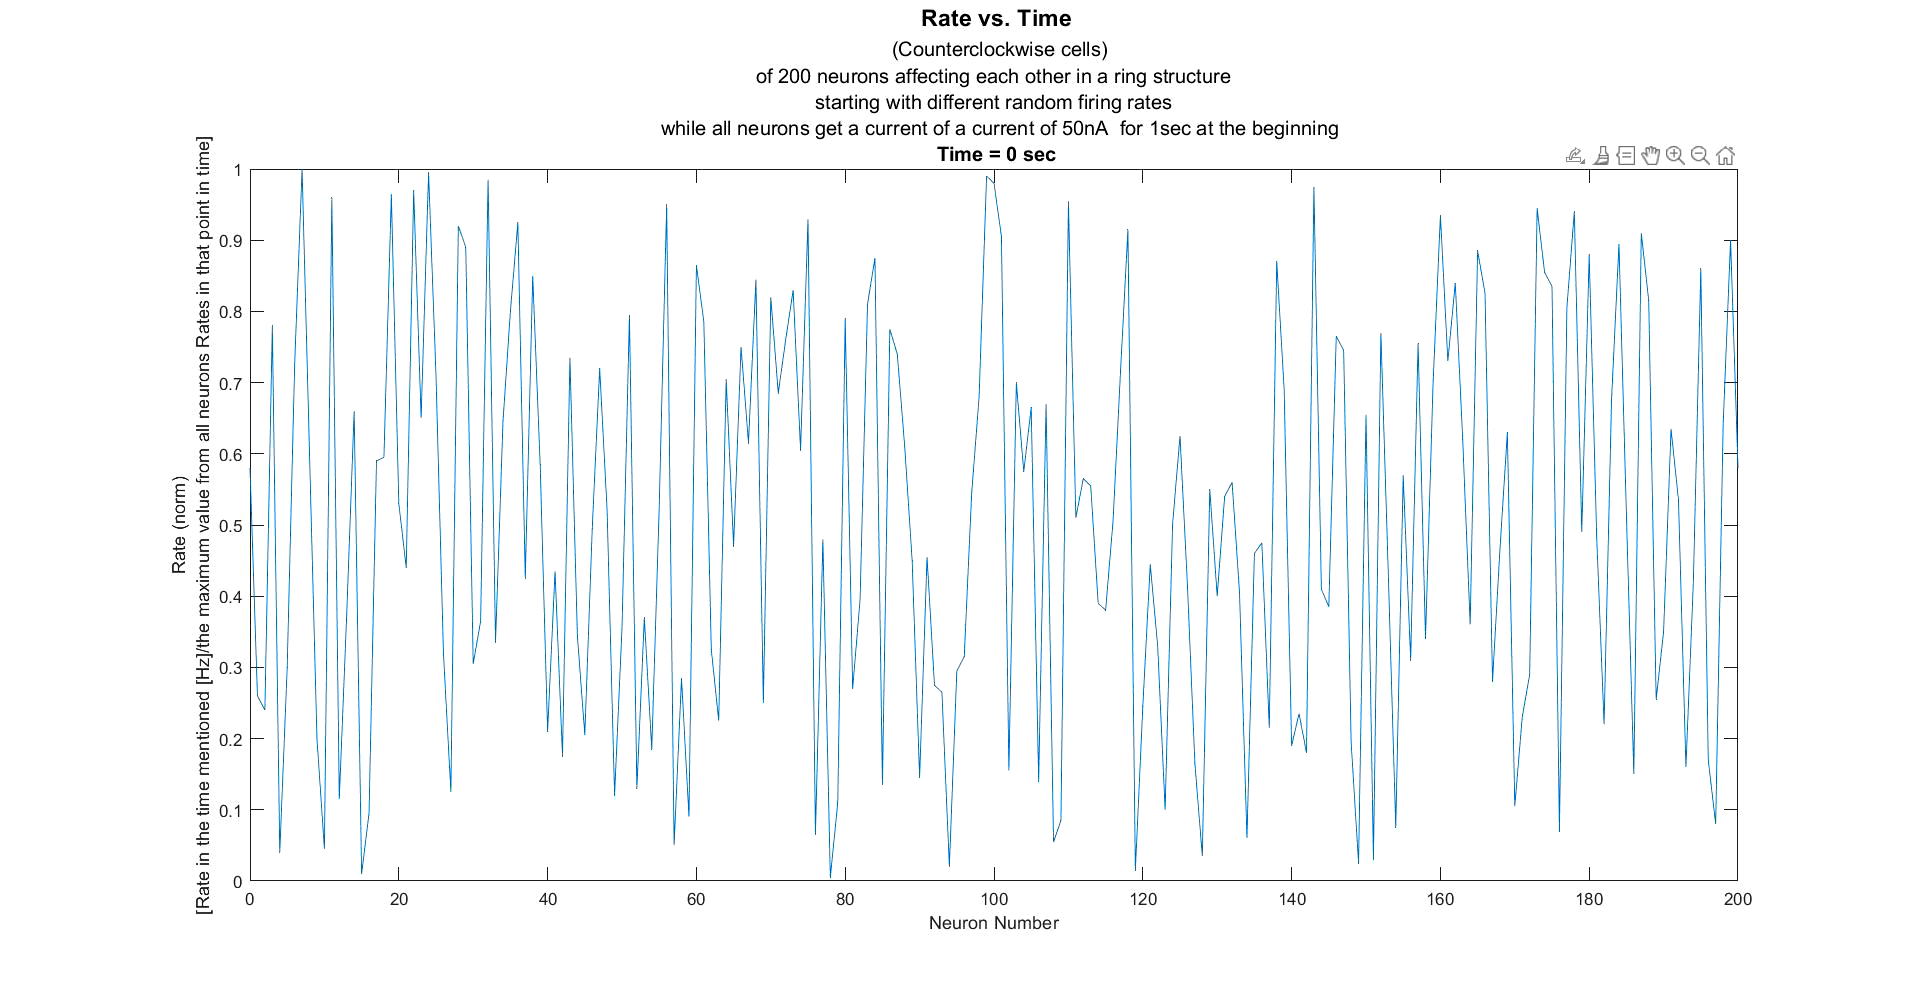 Rate vs. Time
(Counterclockwise cells)
of 200 neurons affecting each other in a ring structure
starting with different random firing rates
while all neurons get a current of a current of 50nA  for 1sec at the beginning
Time = 0 sec
Rate (norm)
[Rate in the time mentioned [Hz]/the maximum value from all neurons Rates in that point in time]
1
0.9
0.8
0.7
0.6
0.5
0.4
0.3
0.2
0.1
0
0 20 40 60 80 100 120 140 160 180 200
Neuron Number